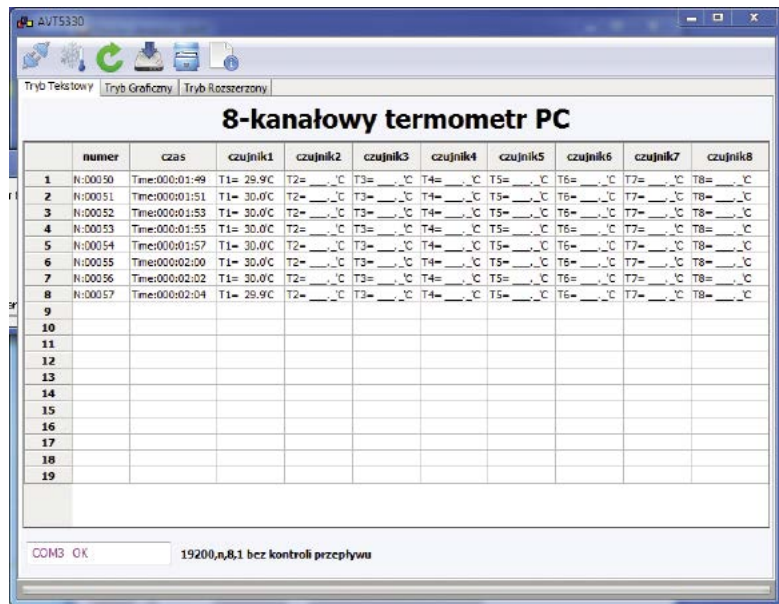 AVT5330
Tryb Tekstowy Tryb Graficzny Tryb Rozszerzony
8-kanałowy termometr PC
numer czas czujnik1 czujnik2 czujnik3 czujnik4 czujnik5 czujnik6 czujnik7 czujnik8
1 N:00050 Time:000:01:49 T1= 29.9'C T2= ___._'C T3= ___._'C T4= ___._'C T5= ___._'C T6= ___._'C T7= ___._'C T8= ___._'C
2 N:00051 Time:000:01:51 T1= 30.0'C T2= ___._'C T3= ___._'C T4= ___._'C T5= ___._'C T6= ___._'C T7= ___._'C T8= ___._'C
3 N:00052 Time:000:01:53 T1= 30.0'C T2= ___._'C T3= ___._'C T4= ___._'C T5= ___._'C T6= ___._'C T7= ___._'C T8= ___._'C
4 N:00053 Time:000:01:55 T1= 30.0'C T2= ___._'C T3= ___._'C T4= ___._'C T5= ___._'C T6= ___._'C T7= ___._'C T8= ___._'C
5 N:00054 Time:000:01:57 T1= 30.0'C T2= ___._'C T3= ___._'C T4= ___._'C T5= ___._'C T6= ___._'C T7= ___._'C T8= ___._'C
6 N:00055 Time:000:02:00 T1= 30.0'C T2= ___._'C T3= ___._'C T4= ___._'C T5= ___._'C T6= ___._'C T7= ___._'C T8= ___._'C
7 N:00056 Time:000:02:02 T1= 30.0'C T2= ___._'C T3= ___._'C T4= ___._'C T5= ___._'C T6= ___._'C T7= ___._'C T8= ___._'C
8 N:00057 Time:000:02:04 T1= 29.9'C T2= ___._'C T3= ___._'C T4= ___._'C T5= ___._'C T6= ___._'C T7= ___._'C T8= ___._'C
9
10
11
12
13
14
15
16
17
18
19
COM3 OK 19200,n,8,1 bez kontroli przepływu